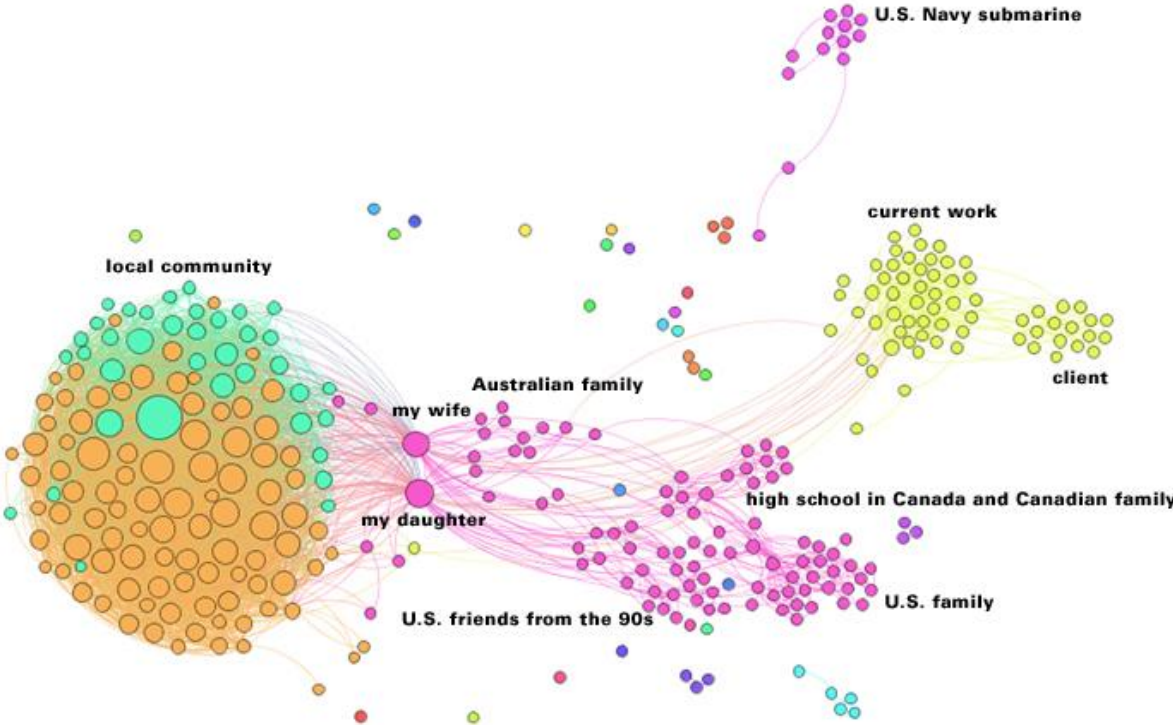 U.S. Navy submarine
current work
local community
client
Australian family
my wife
high school in Canada and Canadian family
my daughter
U.S. family
U.S. friends from the 90s